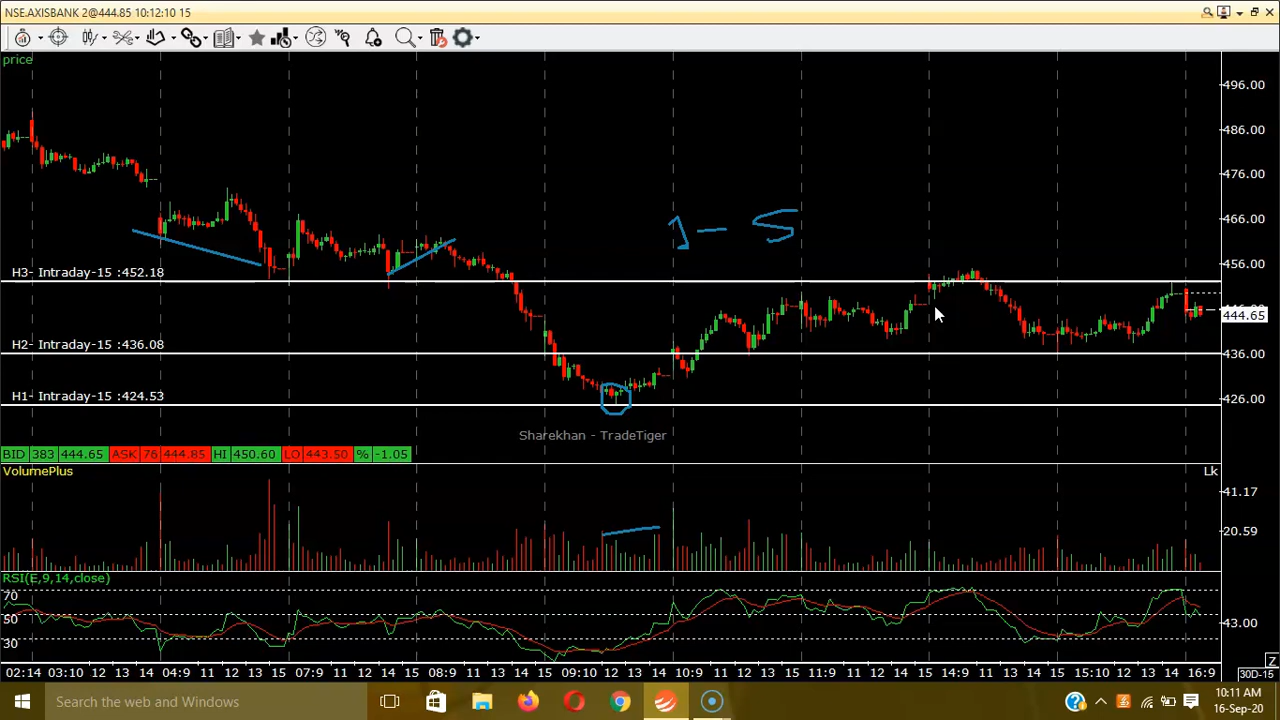 NSE.AXISBANK 2@444.85 10:12:10 15
price
496.00
486.00
476.00
466.00
1 - 5
456.00
H3- Intraday-15 :452.18
444.65
H2- Intraday-15 :436.08
436.00
H1- Intraday-15 :424.53
426.00
Sharekhan - TradeTiger
BID 383 444.65 ASK 76 444.85 HI 450.60 LO 443.50 % -1.05
VolumePlus Lk
41.17
20.59
RSI(E,9,14,close)
70
50
43.00
30
02:14 03:10 12 13 14 04:9 11 12 13 15 07:9 11 12 13 14 08:9 11 12 13 14 15 09:10 12 13 14 10:9 11 12 13 14 15 11:9 12 13 14 15 11 12 13 14 15 11 12 13 14 16:9
Z
30D-15
Search the web and Windows
10:11 AM
16-Sep-20